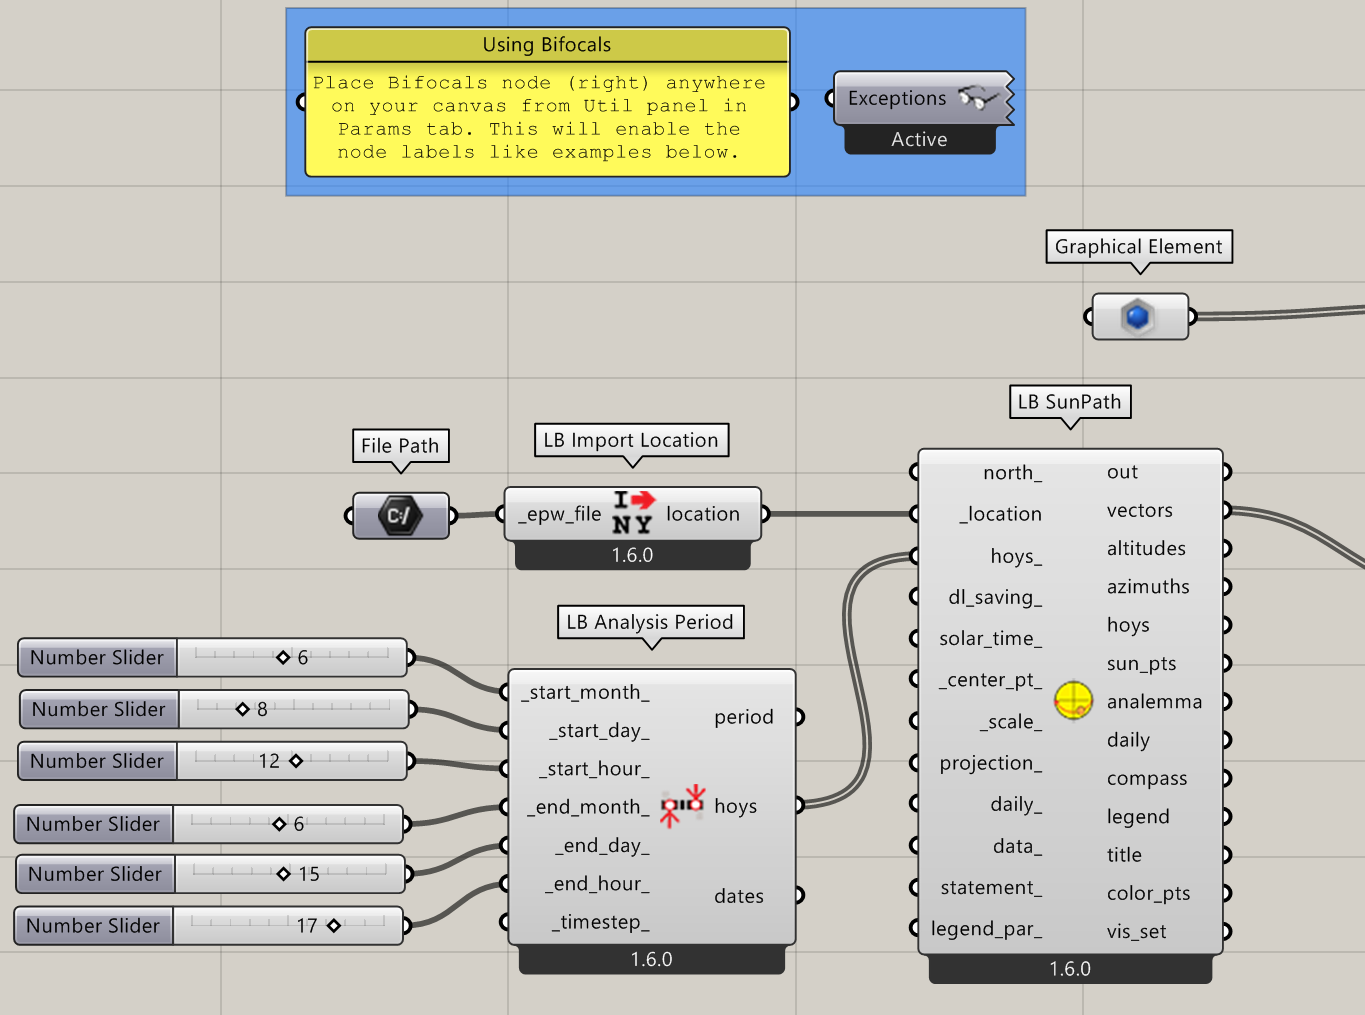 Using Bifocals
Place Bifocals node (right) anywhere
on your canvas from Util panel in
Params tab. This will enable the
node labels like examples below.
Exceptions
Active
Graphical Element
File Path
C:/
LB Import Location
_epw_file
I
NY
location
1.6.0
LB SunPath
north_
_location
hoys_
dl_saving_
solar_time_
_center_pt_
_scale_
projection_
daily_
data_
statement_
legend_par_
out
vectors
altitudes
azimuths
hoys
sun_pts
analemma
daily
compass
legend
title
color_pts
vis_set
1.6.0
LB Analysis Period
Number Slider 6
Number Slider 8
Number Slider 12
Number Slider 6
Number Slider 15
Number Slider 17
_start_month_
_start_day_
_start_hour_
_end_month_
_end_day_
_end_hour_
_timestep_
period
hoys
dates
1.6.0